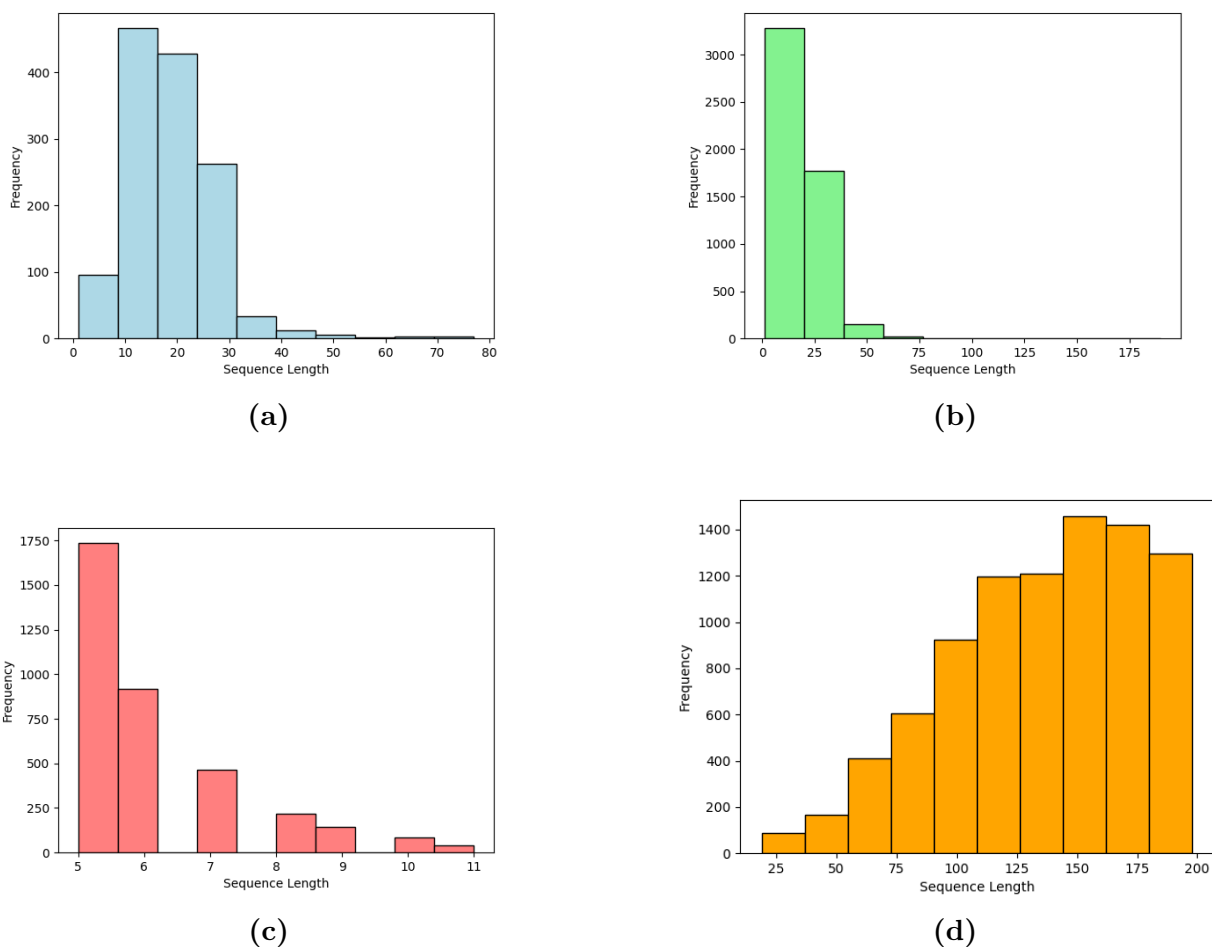 400
300
200
100
0
Frequency
0 10 20 30 40 50 60 70 80
Sequence Length
(a)
3000
2500
2000
1500
1000
500
0
Frequency
0 25 50 75 100 125 150 175
Sequence Length
(b)
1750
1500
1250
1000
750
500
250
0
Frequency
5 6 7 8 9 10 11
Sequence Length
(c)
1400
1200
1000
800
600
400
200
0
Frequency
25 50 75 100 125 150 175 200
Sequence Length
(d)